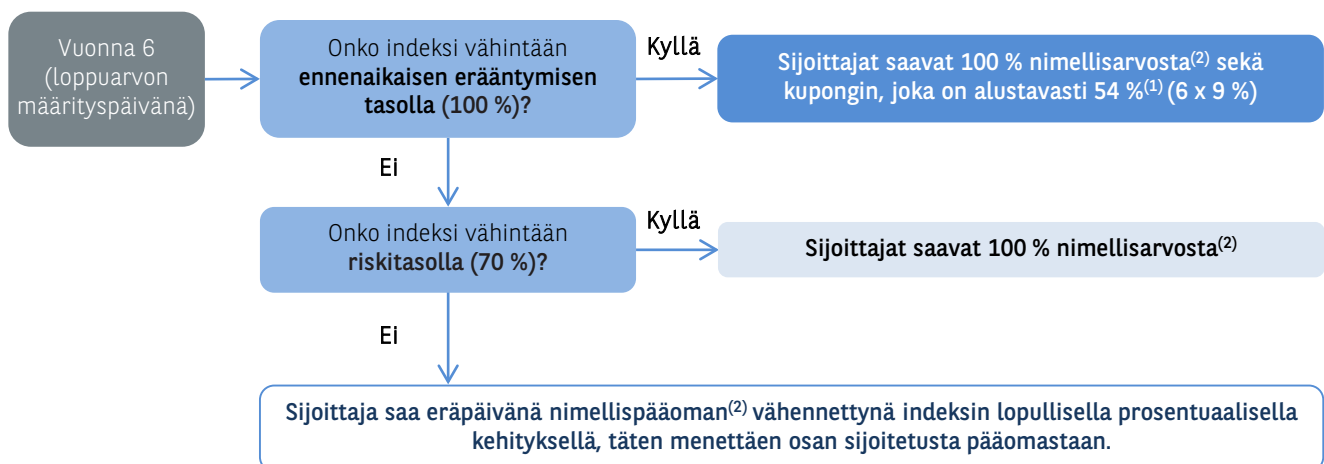 Vuonna 6
(loppuarvon
määrityspäivänä)
Onko indeksi vähintään
ennenaikaisen erääntymisen
tasolla (100 %)?
Kyllä
Sijoittajat saavat 100 % nimellisarvosta(2) sekä
kupongin, joka on alustavasti 54 %(1) (6 x 9 %)
Ei
Onko indeksi vähintään
riskitasolla (70 %)?
Kyllä
Sijoittajat saavat 100 % nimellisarvosta(2)
Ei
Sijoittaja saa eräpäivänä nimellispääoman(2) vähennettynä indeksin lopullisella prosentuaalisella
kehityksellä, täten menettäen osan sijoitetusta pääomastaan.